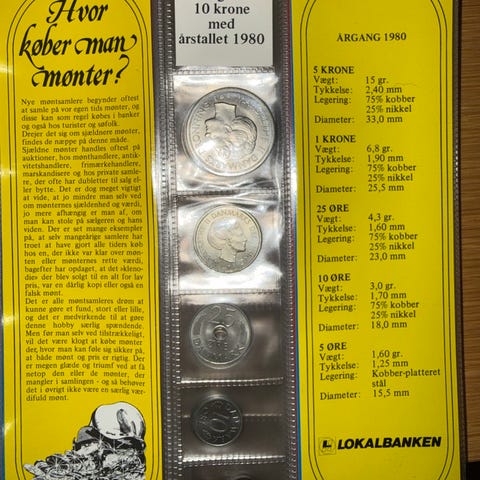 Hvor
køber man
mønter?
Nye møntsamlere begynder oftest
at samle på vor egen tids mønter, og
disse kan som regel købes i banker
og også hos turister og søfolk.
Drejer det sig om sjældnere mønter,
findes de næppe på denne måde.
Sjældne mønter handles oftest på
auktioner, hos mønthandlere, antik-
vitetshandlere, frimærkehandlere,
marskandisere og hos private samle-
re, der ofte har dubletter til salg el-
ler bytte. Det er dog meget vigtigt
at vide, at jo mindre man selv ved
om mønternes sjældenhed og værdi,
jo mere afhængig er man af, om
man kan stole på sælgeren og hans
viden. Der er set mange eksempler
på, at selv mangeårige samlere har
troet at have gjort alle tiders køb
hos en, der ikke var klar over møn-
ten eller mønternes rette værdi,
bagefter har opdaget, at det »kleno-
die« der blev solgt til en alt for lav
pris, var en dårlig kopi eller også en
falsk mønt.
Det er alle møntsamleres drøm at
kunne gøre et fund, stort eller lille,
og det er medvirkende til at gøre
denne hobby særlig spændende.
Men før man selv ved tilstrækkeligt,
vil det være klogt at købe mønter
der, hvor man kan føle sig sikker på,
at både mønt og pris er rigtig. Der
er megen glæde og triumf ved at få
netop den eller de mønter, der
mangler i samlingen - og så behøver
det i øvrigt ikke være en særlig vær-
difuld mønt.
10 krone
med
årstallet 1980
DANMARK
25
ØRE
ÅRGANG 1980
5 KRONE
Vægt: 15 gr.
Tykkelse: 2,40 mm
Legering: 75% kobber
25% nikkel
Diameter: 33,0 mm
1 KRONE
Vægt: 6,8 gr.
Tykkelse: 1,90 mm
Legering: 75% kobber
25% nikkel
Diameter: 25,5 mm
25 ØRE
Vægt: 4,3 gr.
Tykkelse: 1,60 mm
Legering: 75% kobber
25% nikkel
Diameter: 23,0 mm
10 ØRE
Vægt: 3,0 gr.
Tykkelse: 1,70 mm
Legering: 75% kobber
25% nikkel
Diameter: 18,0 mm
5 ØRE
Vægt: 1,60 gr.
Tykkelse: 1,25 mm
Legering: Kobber-platteret
stål
Diameter: 15,5 mm
LOKALBANKEN